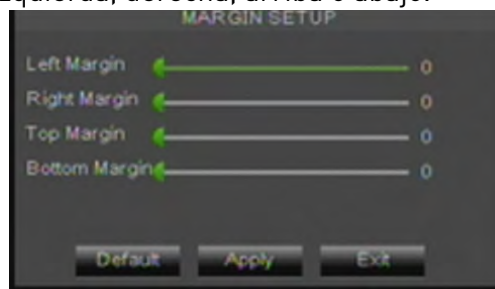 izquierda, derecha, arriba o abajo.
MARGIN SETUP
Left Margin 0
Right Margin 0
Top Margin 0
Bottom Margin 0
Default Apply Exit